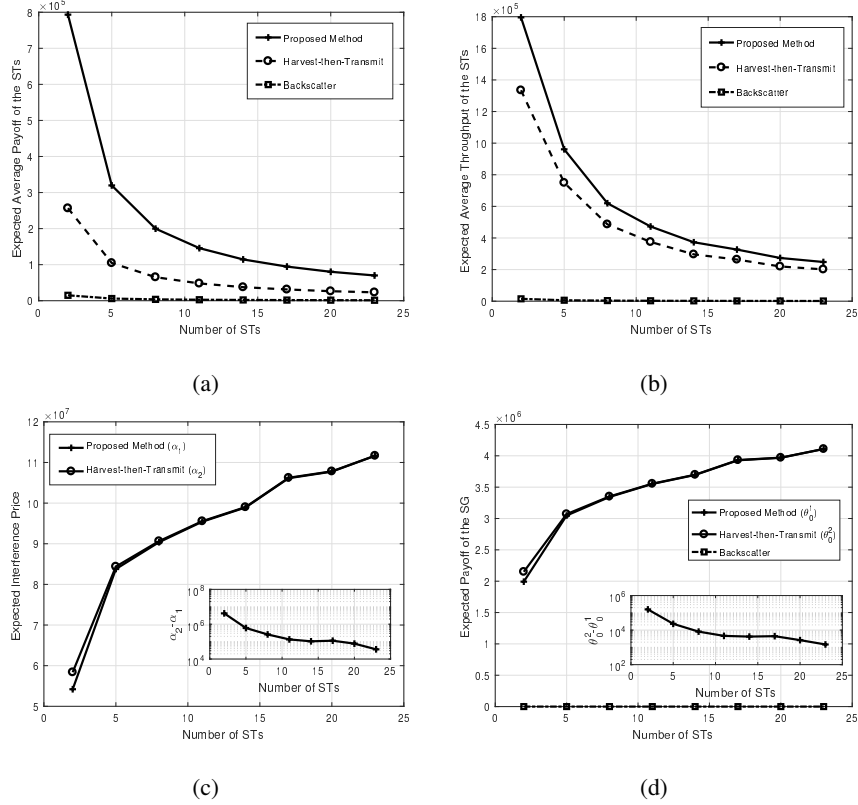 ×10⁵
8
7
6
5
4
3
2
1
0
0 5 10 15 20 25
Expected Average Payoff of the STs
Number of STs
Proposed Method
Harvest-then-Transmit
Backscatter
(a)
×10⁵
18
16
14
12
10
8
6
4
2
0
0 5 10 15 20 25
Expected Average Throughput of the STs
Number of STs
Proposed Method
Harvest-then-Transmit
Backscatter
(b)
×10⁷
12
11
10
9
8
7
6
5
0 5 10 15 20 25
Expected Interference Price
Number of STs
Proposed Method (α₁)
Harvest-then-Transmit (α₂)
10⁸
10⁶
10⁴
0 5 10 15 20 25
α₂-α₁
Number of STs
(c)
×10⁶
4.5
4
3.5
3
2.5
2
1.5
1
0.5
0
0 5 10 15 20 25
Expected Payoff of the SG
Number of STs
Proposed Method (θ₀¹)
Harvest-then-Transmit (θ₀²)
Backscatter
10⁶
10⁴
10²
0 5 10 15 20 25
θ₀²-θ₀¹
Number of STs
(d)